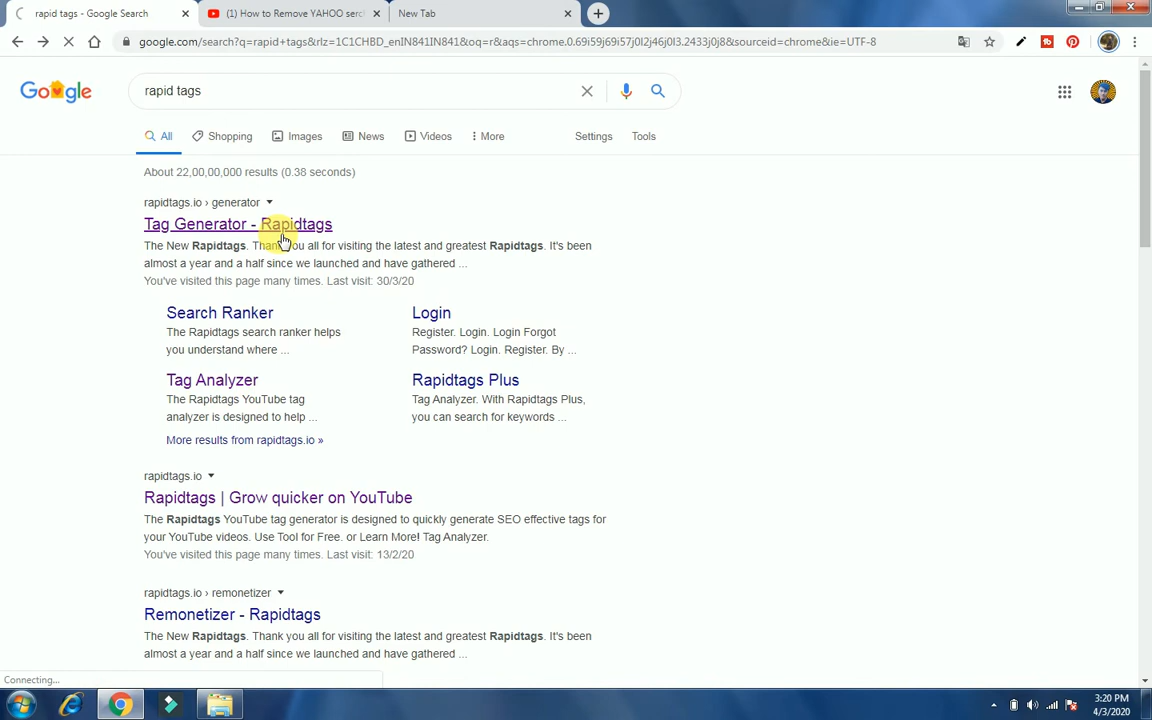 rapid tags - Google Search
(1) How to Remove YAHOO serc
New Tab
google.com/search?q=rapid+tags&rlz=1C1CHBD_enIN841IN841&oq=r&aqs=chrome.0.69i59j69i57j0l2j46j0l3.2433j0j8&sourceid=chrome&ie=UTF-8
Google
rapid tags
All
Shopping
Images
News
Videos
More
Settings
Tools
About 22,00,00,000 results (0.38 seconds)
rapidtags.io › generator
Tag Generator - Rapidtags
The New Rapidtags. Thank you all for visiting the latest and greatest Rapidtags. It's been
almost a year and a half since we launched and have gathered ...
You've visited this page many times. Last visit: 30/3/20
Search Ranker
The Rapidtags search ranker helps
you understand where ...
Login
Register. Login. Login Forgot
Password? Login. Register. By ...
Tag Analyzer
The Rapidtags YouTube tag
analyzer is designed to help ...
Rapidtags Plus
Tag Analyzer. With Rapidtags Plus,
you can search for keywords ...
More results from rapidtags.io »
rapidtags.io
Rapidtags | Grow quicker on YouTube
The Rapidtags YouTube tag generator is designed to quickly generate SEO effective tags for
your YouTube videos. Use Tool for Free. or Learn More! Tag Analyzer.
You've visited this page many times. Last visit: 13/2/20
rapidtags.io › remonetizer
Remonetizer - Rapidtags
The New Rapidtags. Thank you all for visiting the latest and greatest Rapidtags. It's been
almost a year and a half since we launched and have gathered ...
Connecting...
3:20 PM
4/3/2020